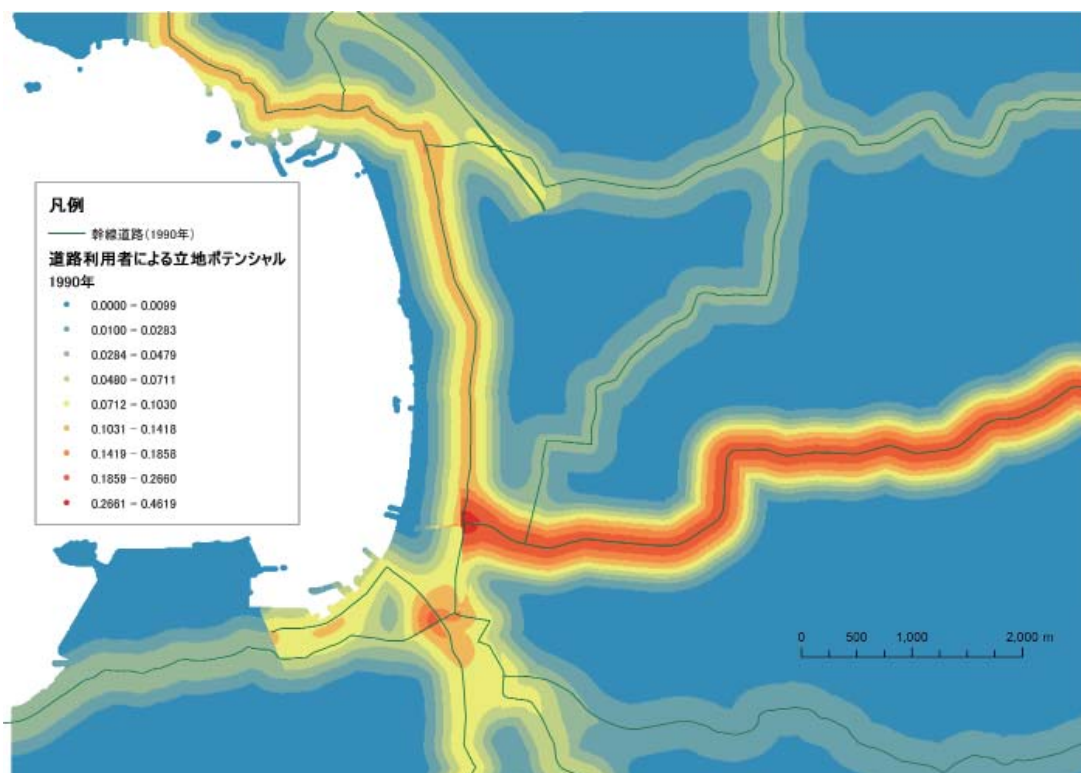 凡例
幹線道路(1990年)
道路利用者による立地ポテンシャル
1990年
0.0000 - 0.0099
0.0100 - 0.0283
0.0284 - 0.0479
0.0480 - 0.0711
0.0712 - 0.1030
0.1031 - 0.1418
0.1419 - 0.1858
0.1859 - 0.2660
0.2661 - 0.4619
0 500 1,000 2,000 m